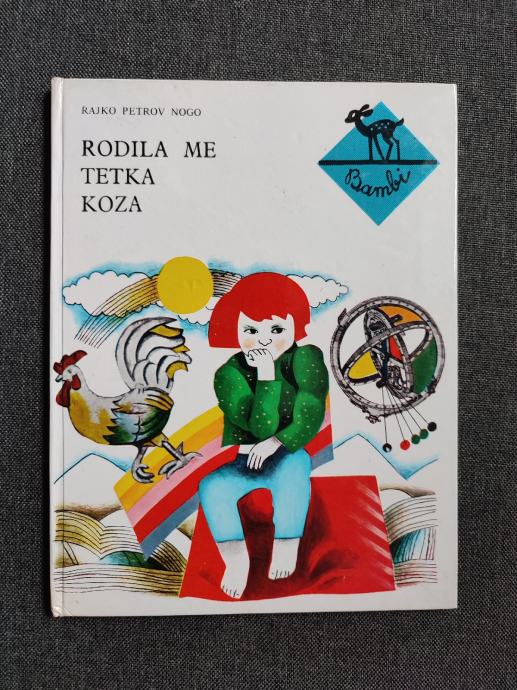 RAJKO PETROV NOGO
RODILA ME
TETKA
KOZA
Bambi